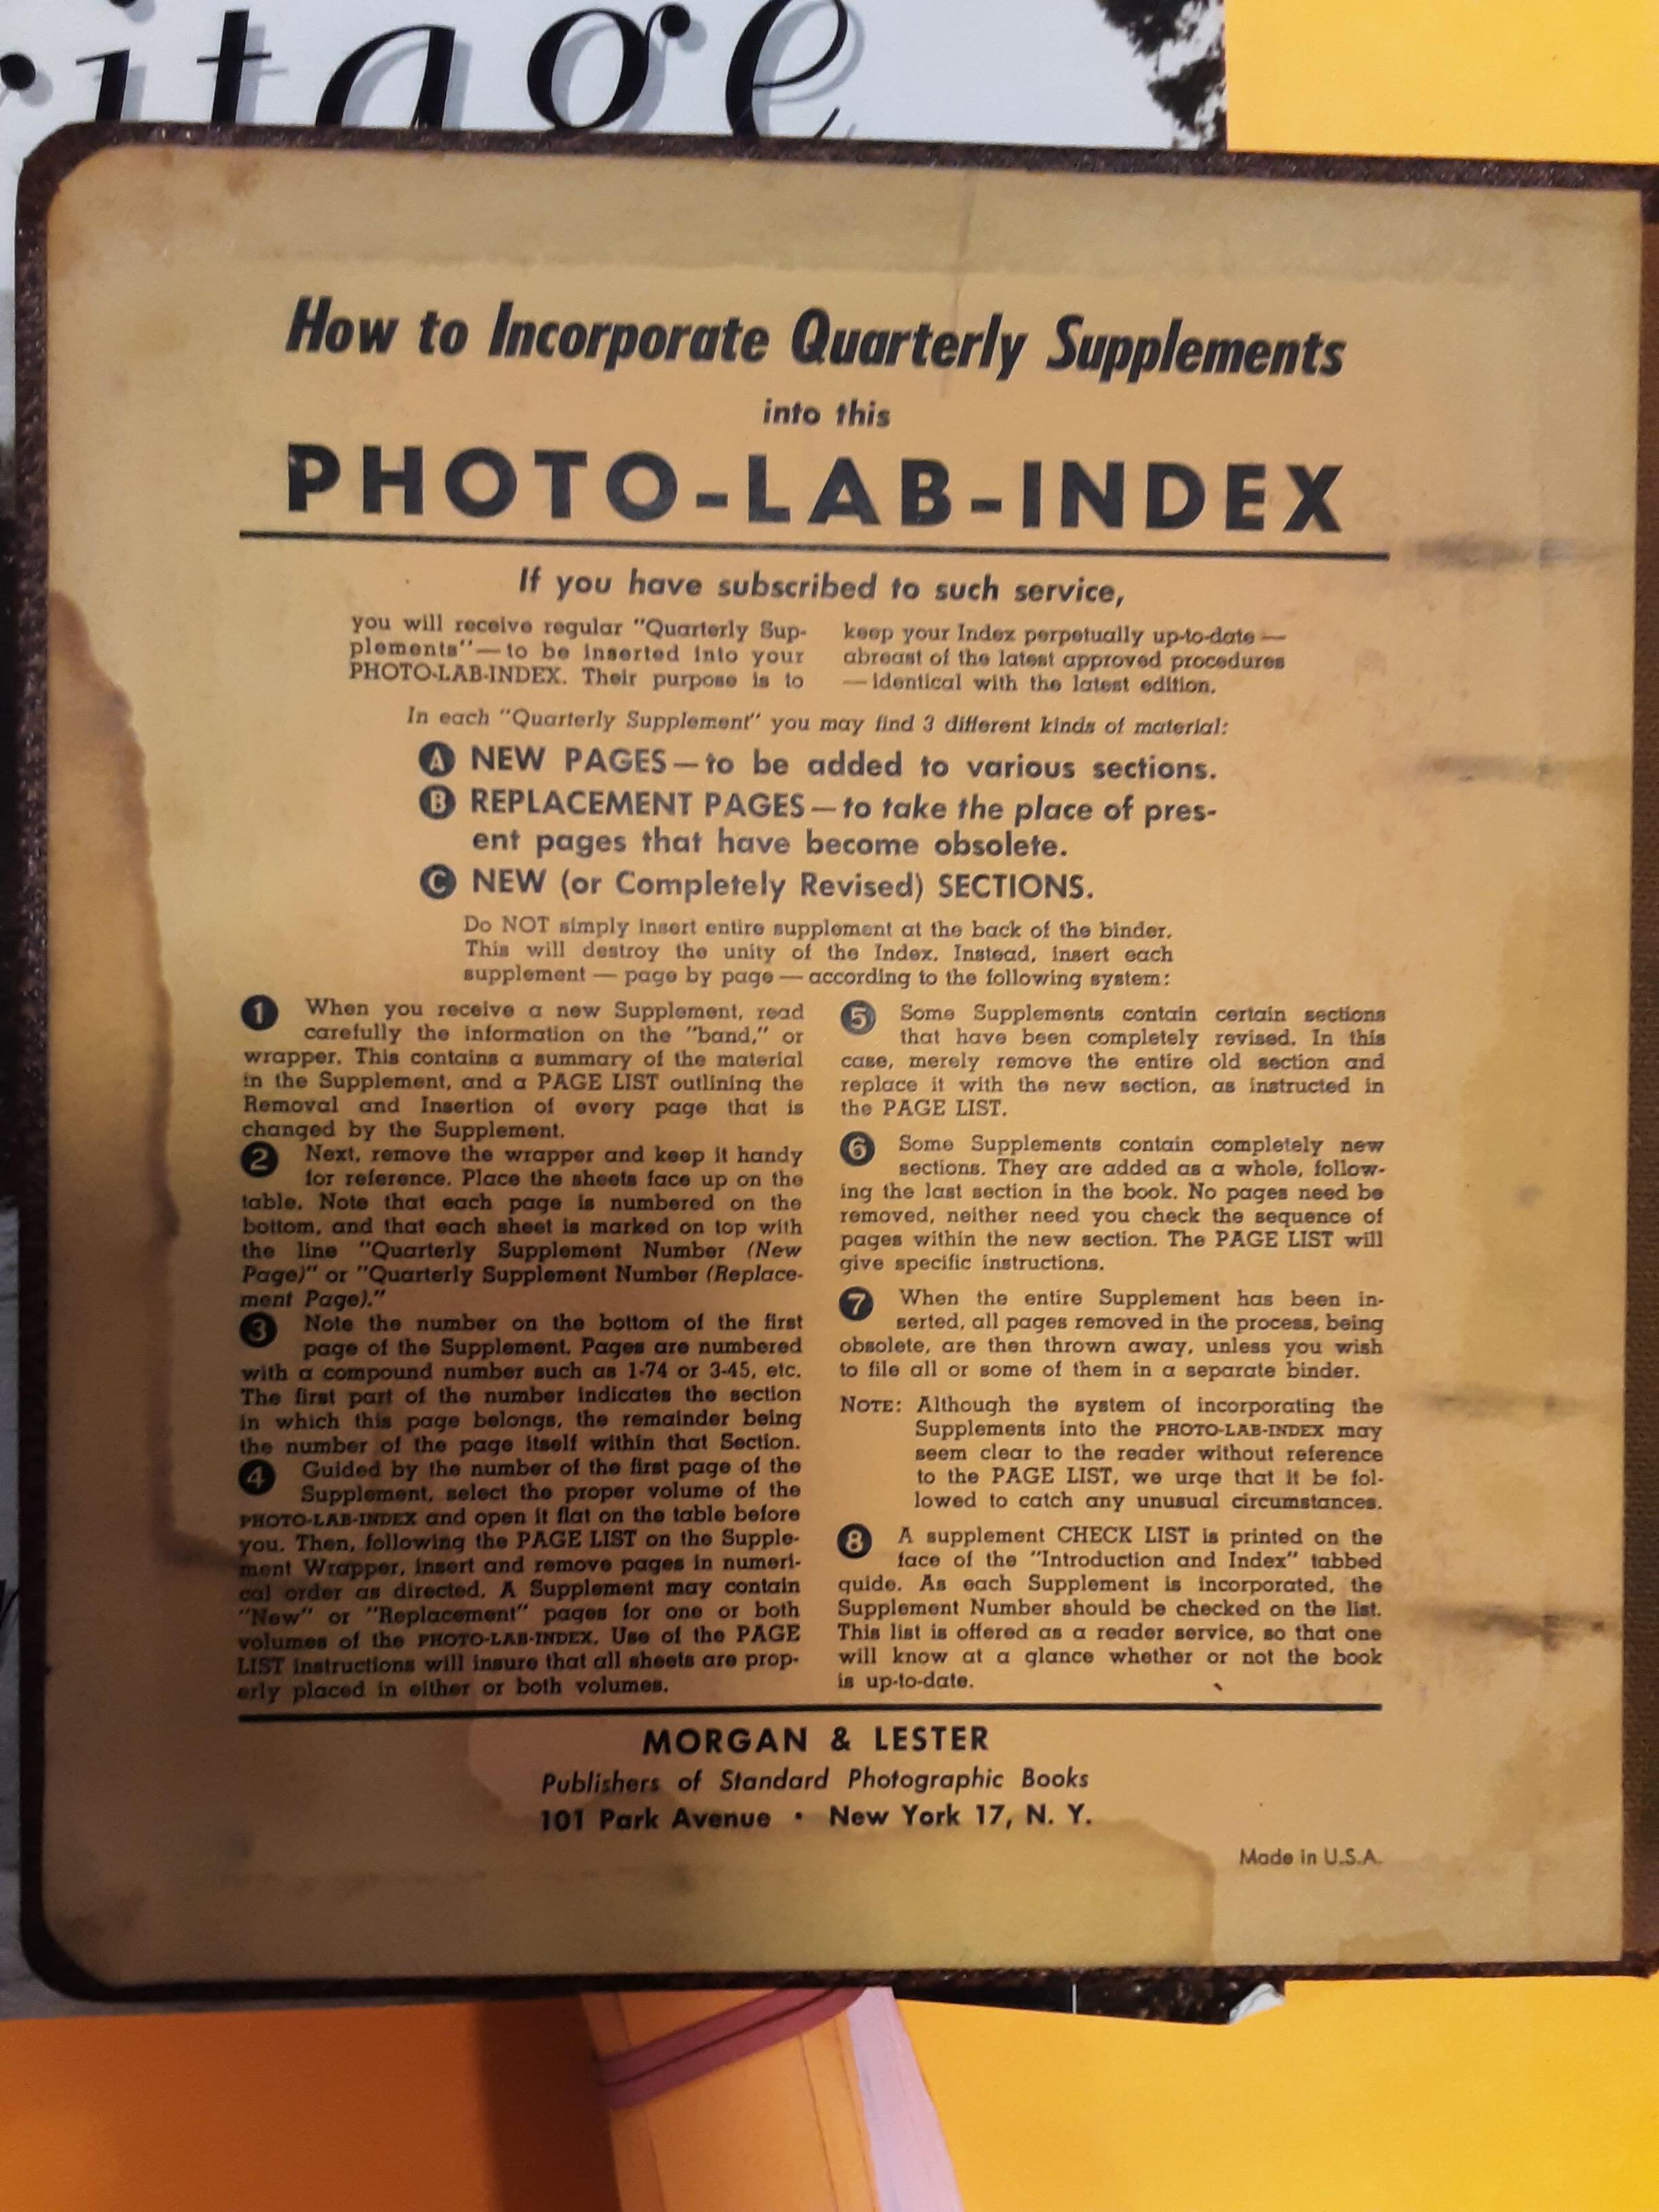 ritage
How to Incorporate Quarterly Supplements
into this
PHOTO-LAB-INDEX
If you have subscribed to such service,
you will receive regular "Quarterly Sup-
plements"—to be inserted into your
PHOTO-LAB-INDEX. Their purpose is to
keep your Index perpetually up-to-date—
abreast of the latest approved procedures
—identical with the latest edition.
In each "Quarterly Supplement" you may find 3 different kinds of material:
A NEW PAGES—to be added to various sections.
B REPLACEMENT PAGES—to take the place of pres-
ent pages that have become obsolete.
C NEW (or Completely Revised) SECTIONS.
Do NOT simply insert entire supplement at the back of the binder.
This will destroy the unity of the Index. Instead, insert each
supplement — page by page — according to the following system:
1 When you receive a new Supplement, read
carefully the information on the "band," or
wrapper. This contains a summary of the material
in the Supplement, and a PAGE LIST outlining the
Removal and Insertion of every page that is
changed by the Supplement.
2 Next, remove the wrapper and keep it handy
for reference. Place the sheets face up on the
table. Note that each page is numbered on the
bottom, and that each sheet is marked on top with
the line "Quarterly Supplement Number (New
Page)" or "Quarterly Supplement Number (Replace-
ment Page)."
3 Note the number on the bottom of the first
page of the Supplement. Pages are numbered
with a compound number such as 1-74 or 3-45, etc.
The first part of the number indicates the section
in which this page belongs, the remainder being
the number of the page itself within that Section.
4 Guided by the number of the first page of the
Supplement, select the proper volume of the
PHOTO-LAB-INDEX and open it flat on the table before
you. Then, following the PAGE LIST on the Supple-
ment Wrapper, insert and remove pages in numeri-
cal order as directed. A Supplement may contain
"New" or "Replacement" pages for one or both
volumes of the PHOTO-LAB-INDEX. Use of the PAGE
LIST instructions will insure that all sheets are prop-
erly placed in either or both volumes.
5 Some Supplements contain certain sections
that have been completely revised. In this
case, merely remove the entire old section and
replace it with the new section, as instructed in
the PAGE LIST.
6 Some Supplements contain completely new
sections. They are added as a whole, follow-
ing the last section in the book. No pages need be
removed, neither need you check the sequence of
pages within the new section. The PAGE LIST will
give specific instructions.
7 When the entire Supplement has been in-
serted, all pages removed in the process, being
obsolete, are then thrown away, unless you wish
to file all or some of them in a separate binder.
NOTE: Although the system of incorporating the
Supplements into the PHOTO-LAB-INDEX may
seem clear to the reader without reference
to the PAGE LIST, we urge that it be fol-
lowed to catch any unusual circumstances.
8 A supplement CHECK LIST is printed on the
face of the "Introduction and Index" tabbed
guide. As each Supplement is incorporated, the
Supplement Number should be checked on the list.
This list is offered as a reader service, so that one
will know at a glance whether or not the book
is up-to-date.
MORGAN & LESTER
Publishers of Standard Photographic Books
101 Park Avenue • New York 17, N. Y.
Made in U.S.A.